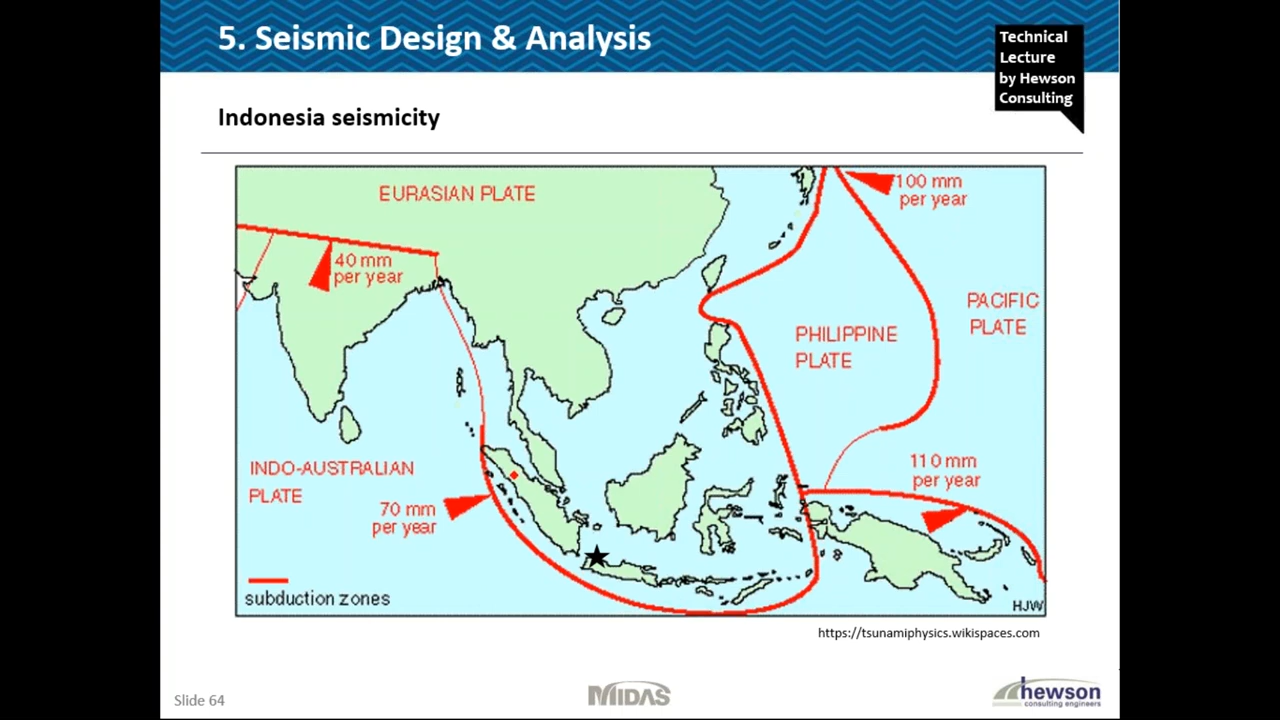 5. Seismic Design & Analysis
Technical
Lecture
by Hewson
Consulting
Indonesia seismicity
EURASIAN PLATE
100 mm
per year
40 mm
per year
PACIFIC
PLATE
PHILIPPINE
PLATE
INDO-AUSTRALIAN
PLATE
110 mm
per year
70 mm
per year
subduction zones
HJW
https://tsunamiphysics.wikispaces.com
Slide 64
MIDAS
hewson
consulting engineers